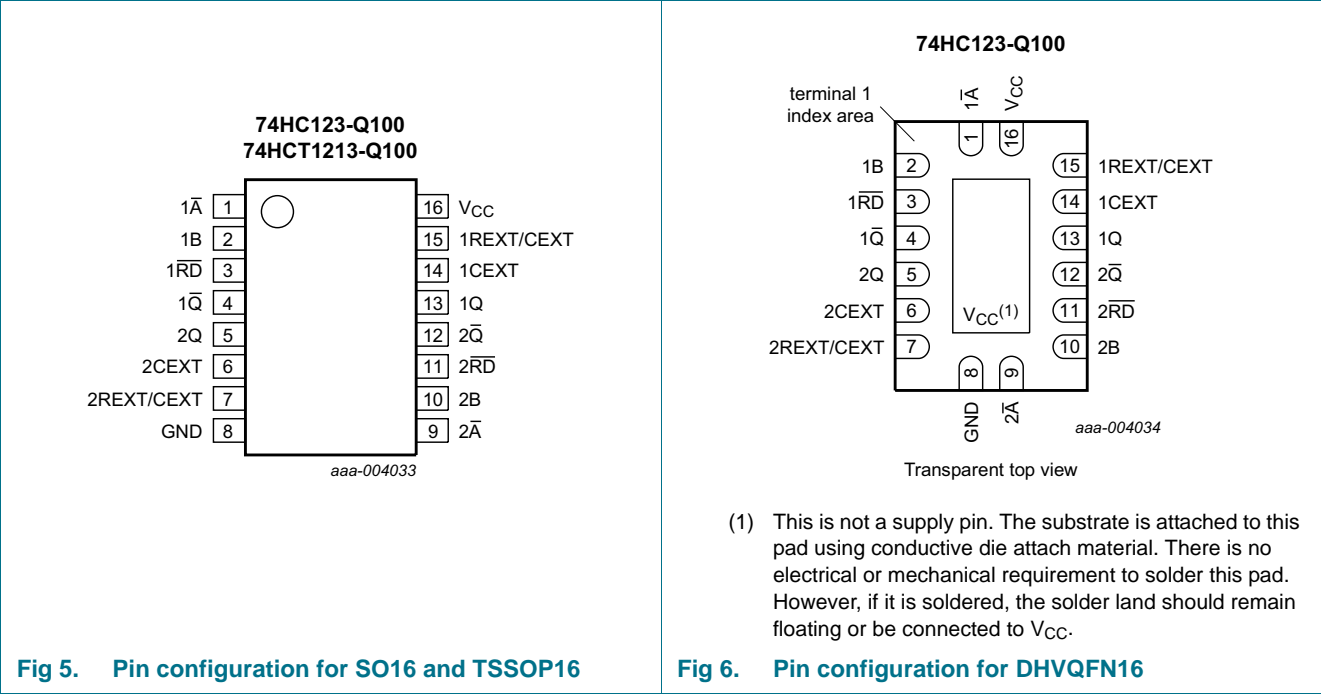 74HC123-Q100
74HCT1213-Q100
1A̅ 1
1B 2
1R̅D̅ 3
1Q̅ 4
2Q 5
2CEXT 6
2REXT/CEXT 7
GND 8
16 VCC
15 1REXT/CEXT
14 1CEXT
13 1Q
12 2Q̅
11 2R̅D̅
10 2B
9 2A̅
aaa-004033
Fig 5. Pin configuration for SO16 and TSSOP16
74HC123-Q100
terminal 1
index area
1A̅
VCC
1
16
1B 2
1R̅D̅ 3
1Q̅ 4
2Q 5
2CEXT 6
2REXT/CEXT 7
15 1REXT/CEXT
14 1CEXT
13 1Q
12 2Q̅
11 2R̅D̅
10 2B
VCC(1)
8
9
GND
2A̅
aaa-004034
Transparent top view
(1) This is not a supply pin. The substrate is attached to this
pad using conductive die attach material. There is no
electrical or mechanical requirement to solder this pad.
However, if it is soldered, the solder land should remain
floating or be connected to VCC.
Fig 6. Pin configuration for DHVQFN16